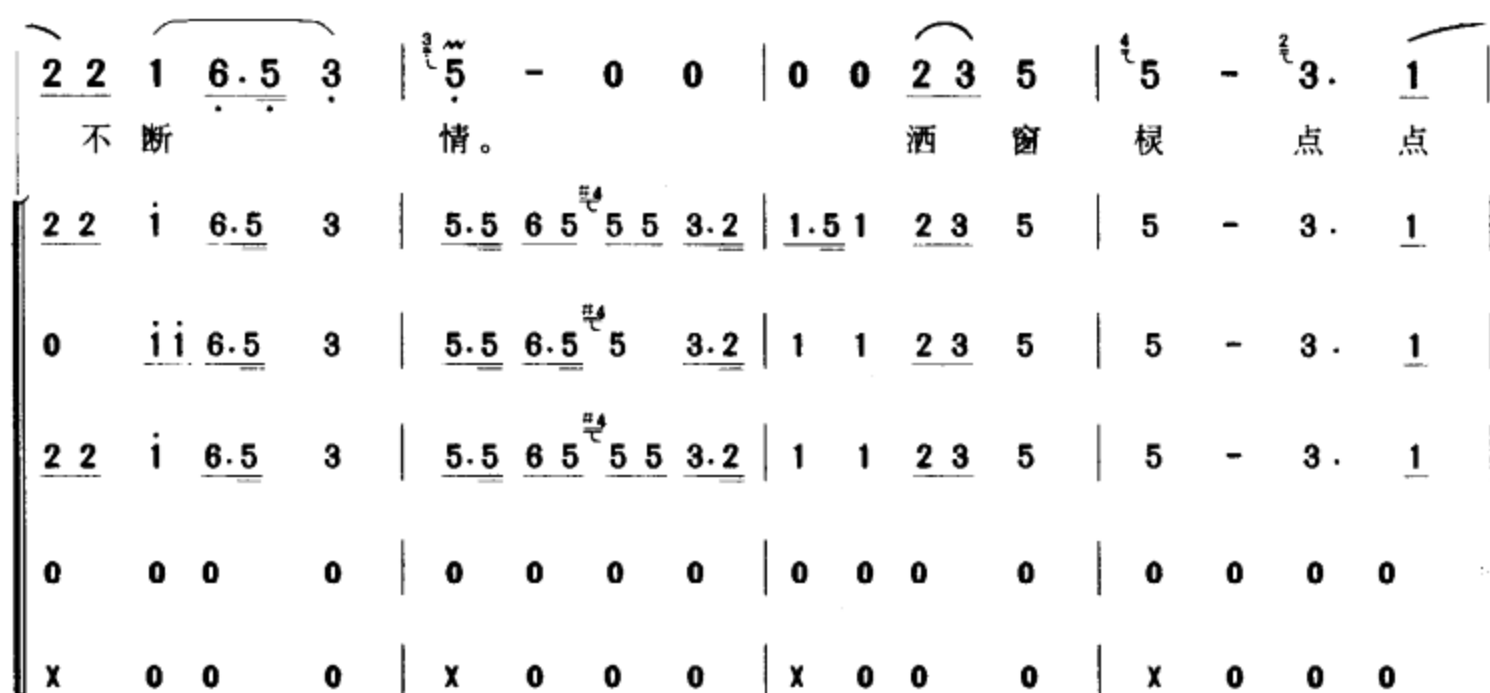 2 2 1 6. 5 3 | 5 - 0 0 | 0 0 2 3 5 | 5 - 3. 1 |
不 断 情。 洒 窗 棂 点 点
2 2 i 6.5 3 | 5.5 6 5 #4 5 5 3.2 | 1.5 1 2 3 5 | 5 - 3. 1
0 i i 6.5 3 | 5.5 6.5 #4 5 3.2 | 1 1 2 3 5 | 5 - 3. 1
2 2 i 6.5 3 | 5.5 6 5 #4 5 5 3.2 | 1 1 2 3 5 | 5 - 3. 1
0 0 0 0 | 0 0 0 0 | 0 0 0 0 | 0 0 0 0
X 0 0 0 | X 0 0 0 | X 0 0 0 | X 0 0 0